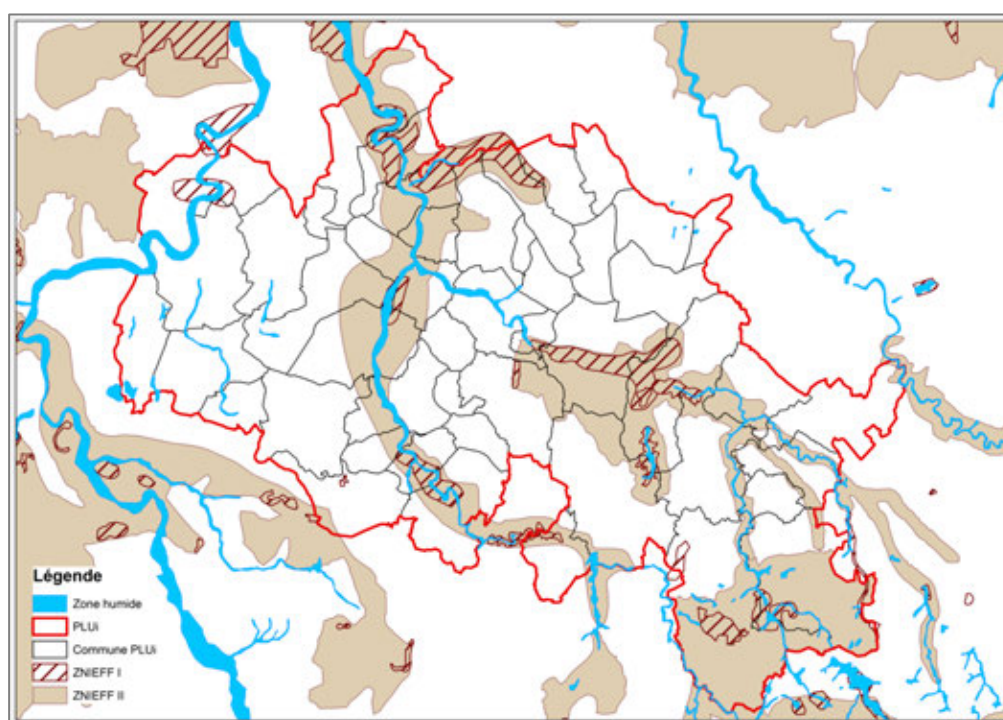 Légende
Zone humide
PLUi
Commune PLUi
ZNIEFF I
ZNIEFF II